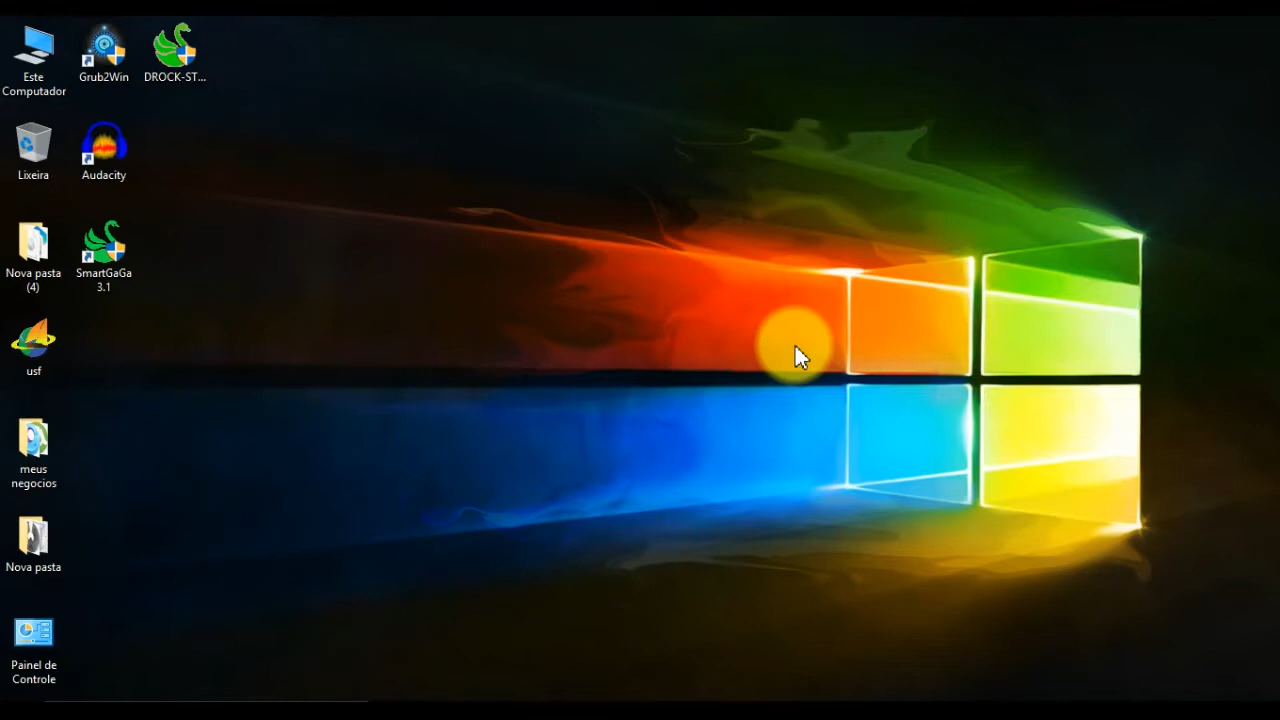 Este
Computador
Grub2Win
DROCK-ST...
Lixeira
Audacity
Nova pasta
(4)
SmartGaGa
3.1
usf
meus
negocios
Nova pasta
Painel de
Controle